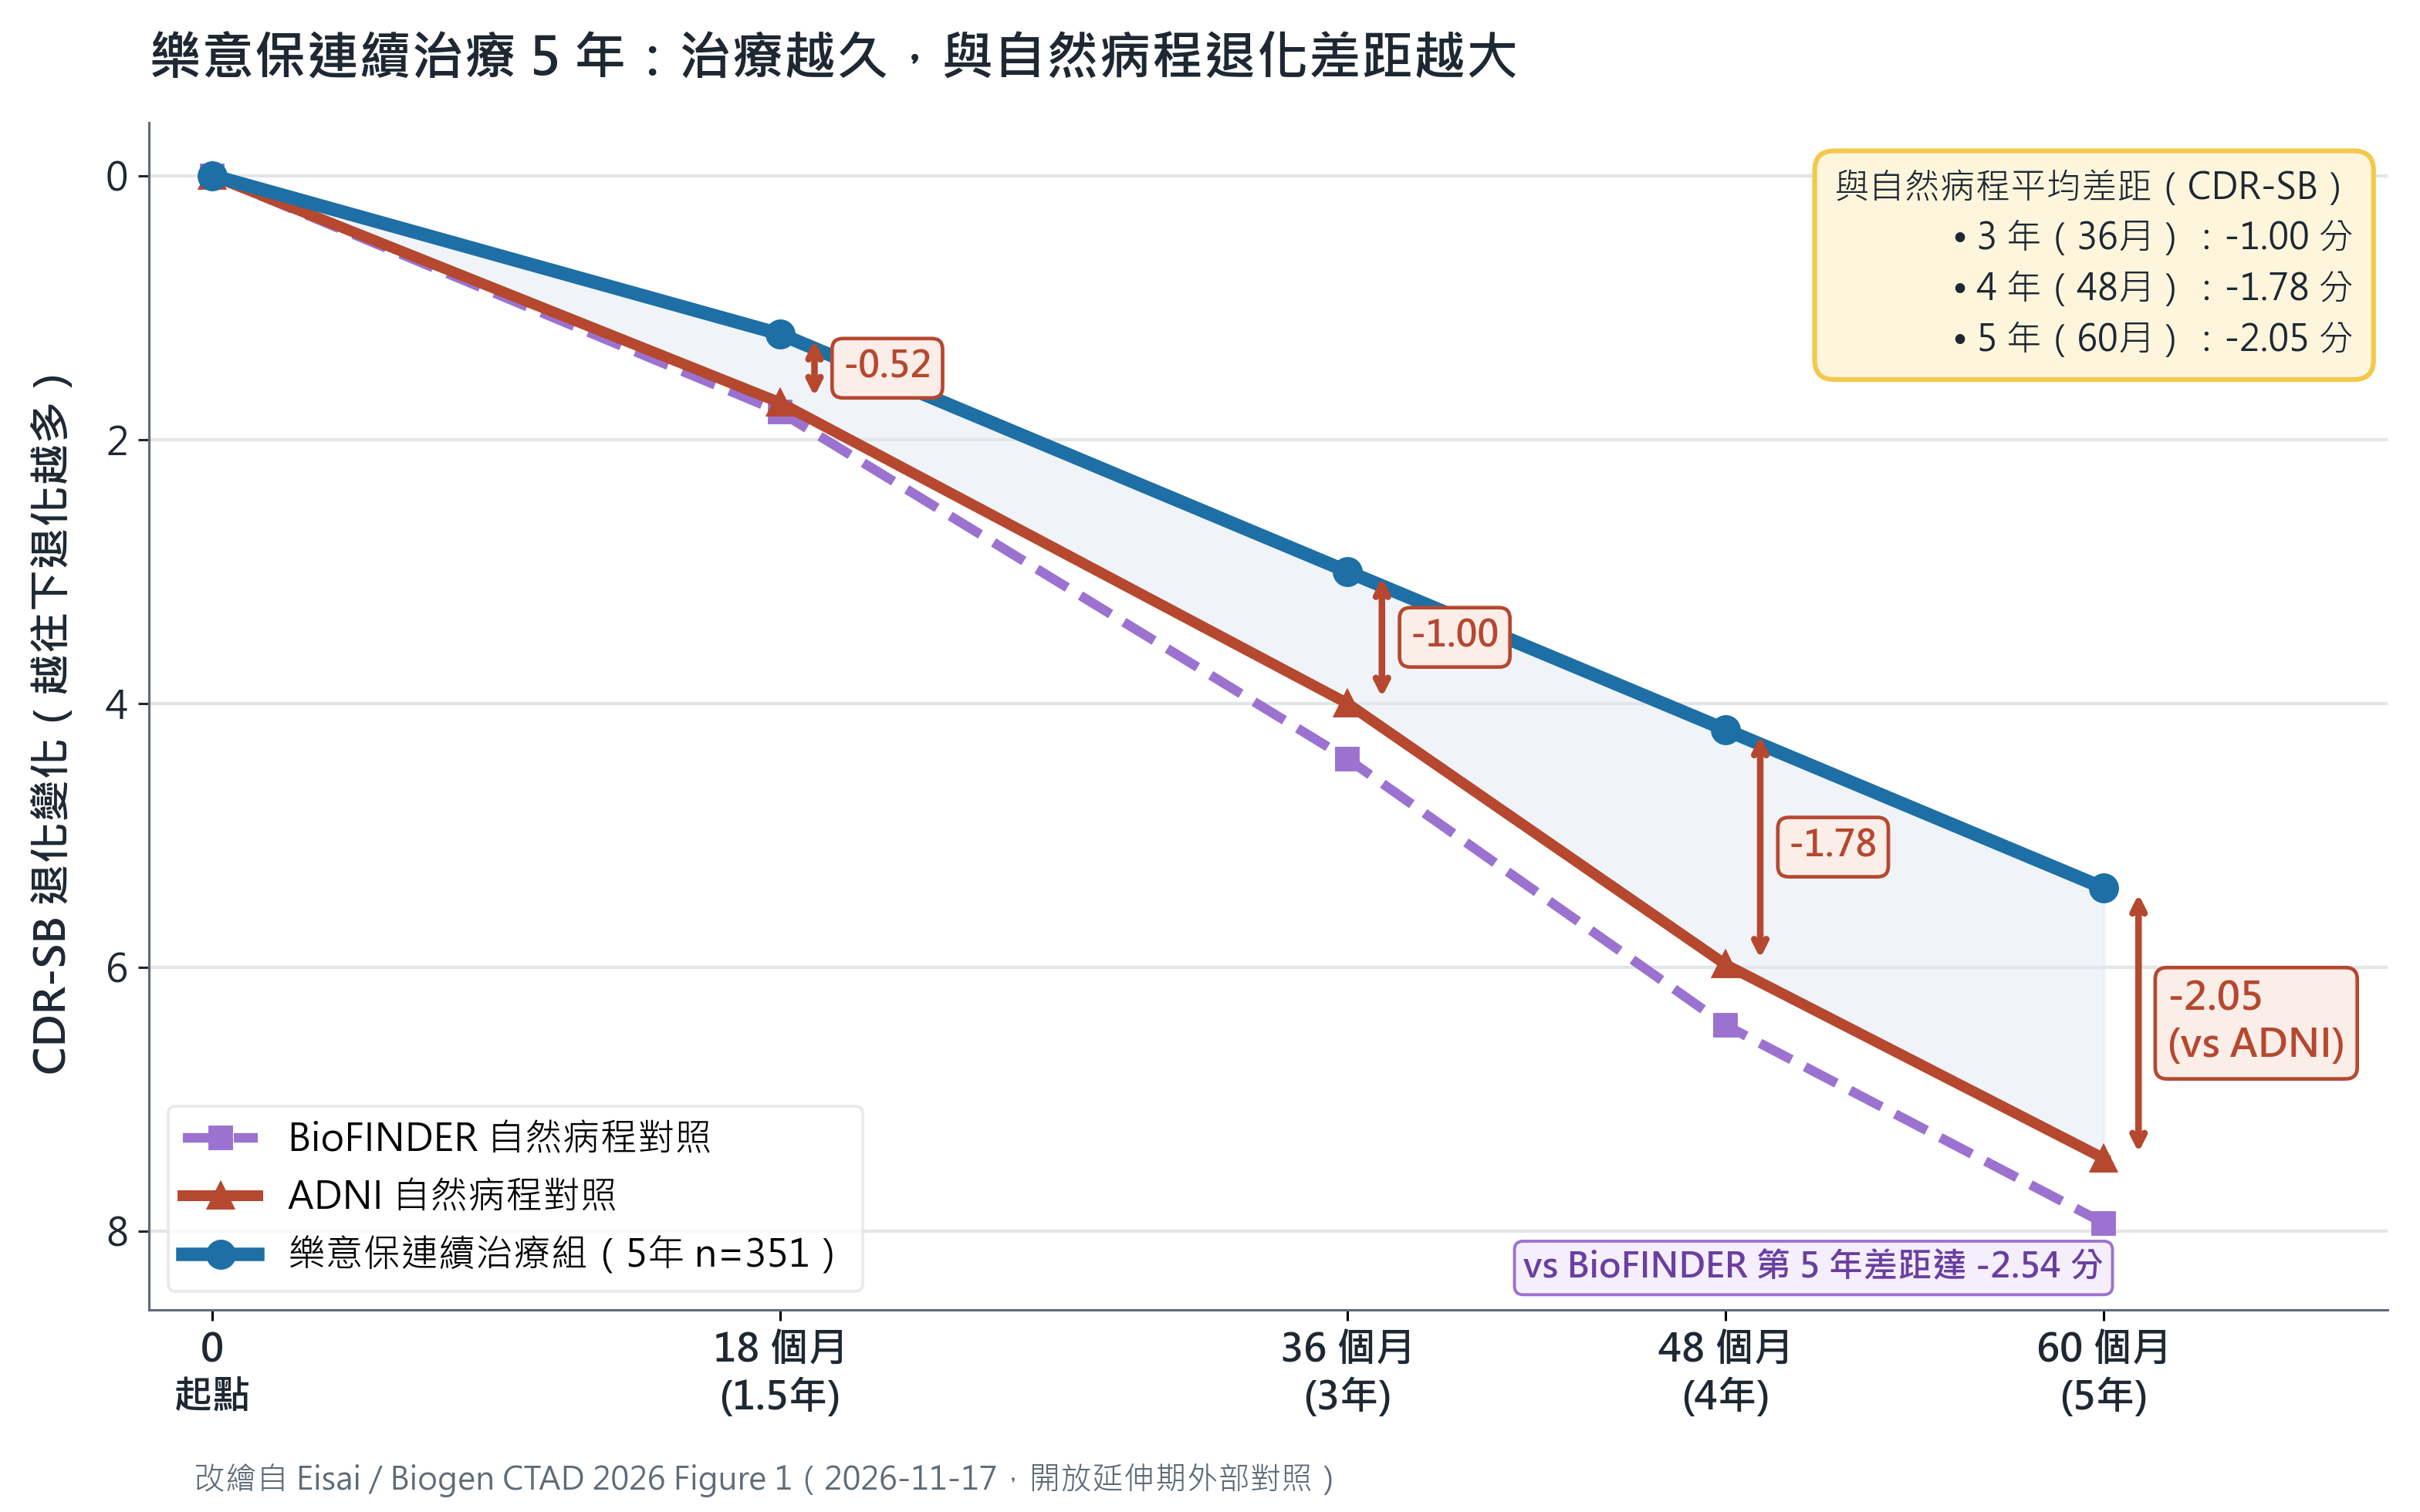 樂意保連續治療 5 年：治療越久，與自然病程退化差距越大
CDR-SB 退化變化（越往下退化越多）
0
2
4
6
8
與自然病程平均差距（CDR-SB）
• 3 年（36月）：-1.00 分
• 4 年（48月）：-1.78 分
• 5 年（60月）：-2.05 分
-0.52
-1.00
-1.78
-2.05
(vs ADNI)
BioFINDER 自然病程對照
ADNI 自然病程對照
樂意保連續治療組（5年 n=351）
vs BioFINDER 第 5 年差距達 -2.54 分
0
起點
18 個月
(1.5年)
36 個月
(3年)
48 個月
(4年)
60 個月
(5年)
改繪自 Eisai / Biogen CTAD 2026 Figure 1（2026-11-17，開放延伸期外部對照）